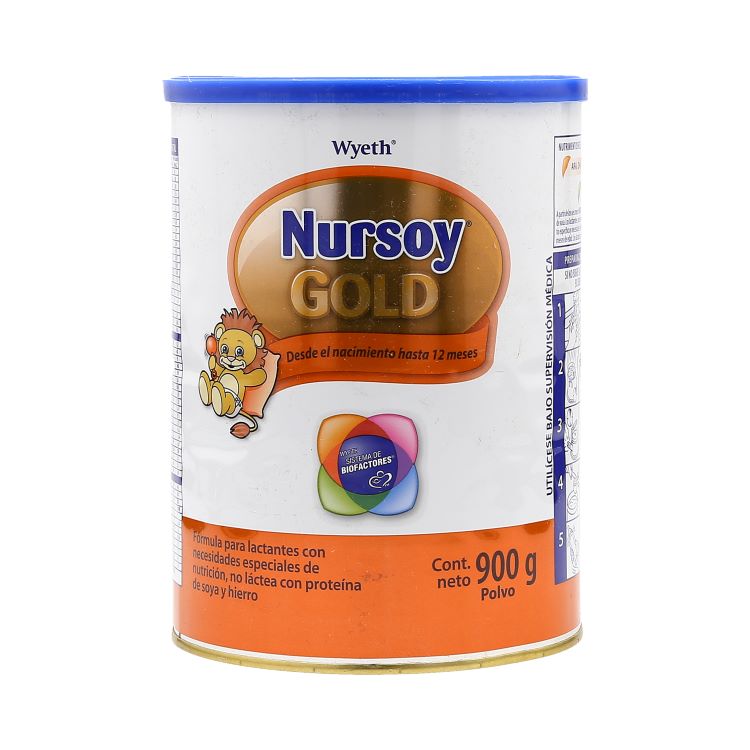 Wyeth®
Nursoy®
GOLD
Desde el nacimiento hasta 12 meses
WYETH
SISTEMA DE
BIOFACTORES®
Fórmula para lactantes con
necesidades especiales de
nutrición, no láctea con proteína
de soya y hierro
Cont.
neto 900 g
Polvo
UTILÍCESE BAJO SUPERVISIÓN MÉDICA
1
2
3
4
5